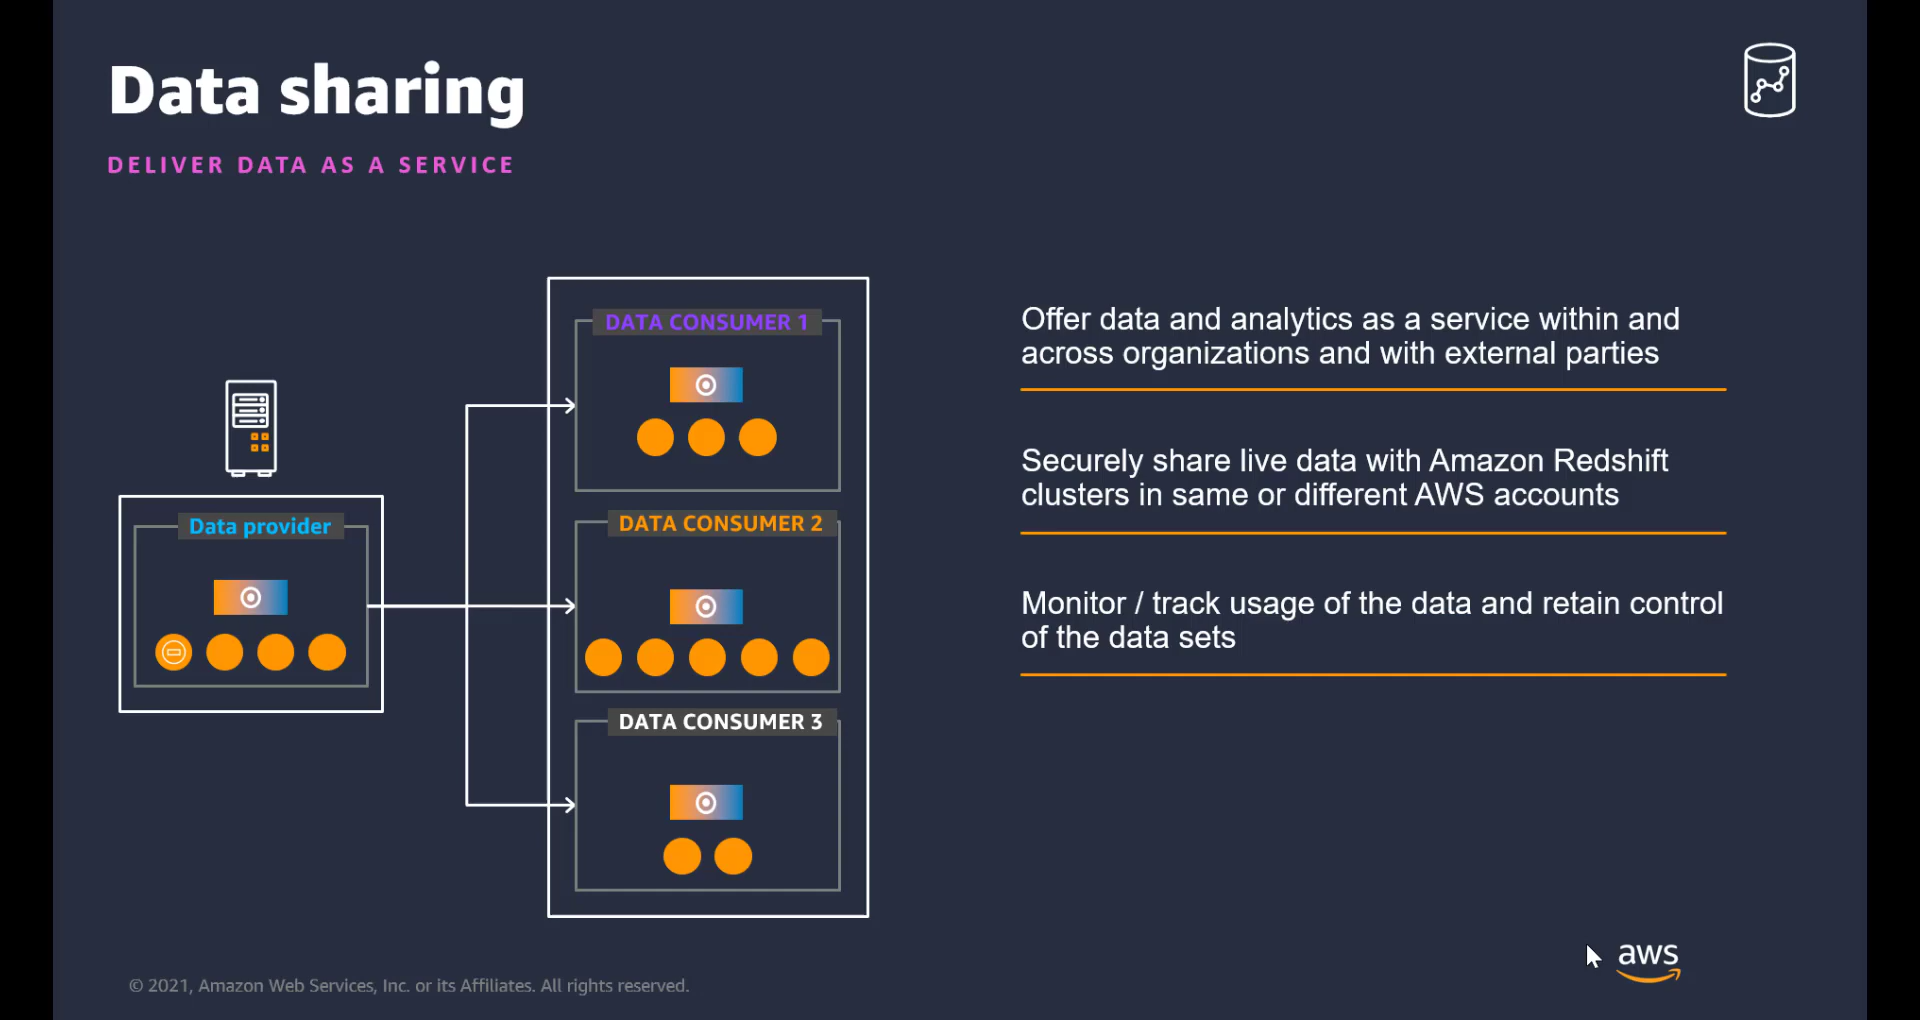 Data sharing
DELIVER DATA AS A SERVICE
Data provider
DATA CONSUMER 1
DATA CONSUMER 2
DATA CONSUMER 3
Offer data and analytics as a service within and
across organizations and with external parties
Securely share live data with Amazon Redshift
clusters in same or different AWS accounts
Monitor / track usage of the data and retain control
of the data sets
© 2021, Amazon Web Services, Inc. or its Affiliates. All rights reserved.
aws